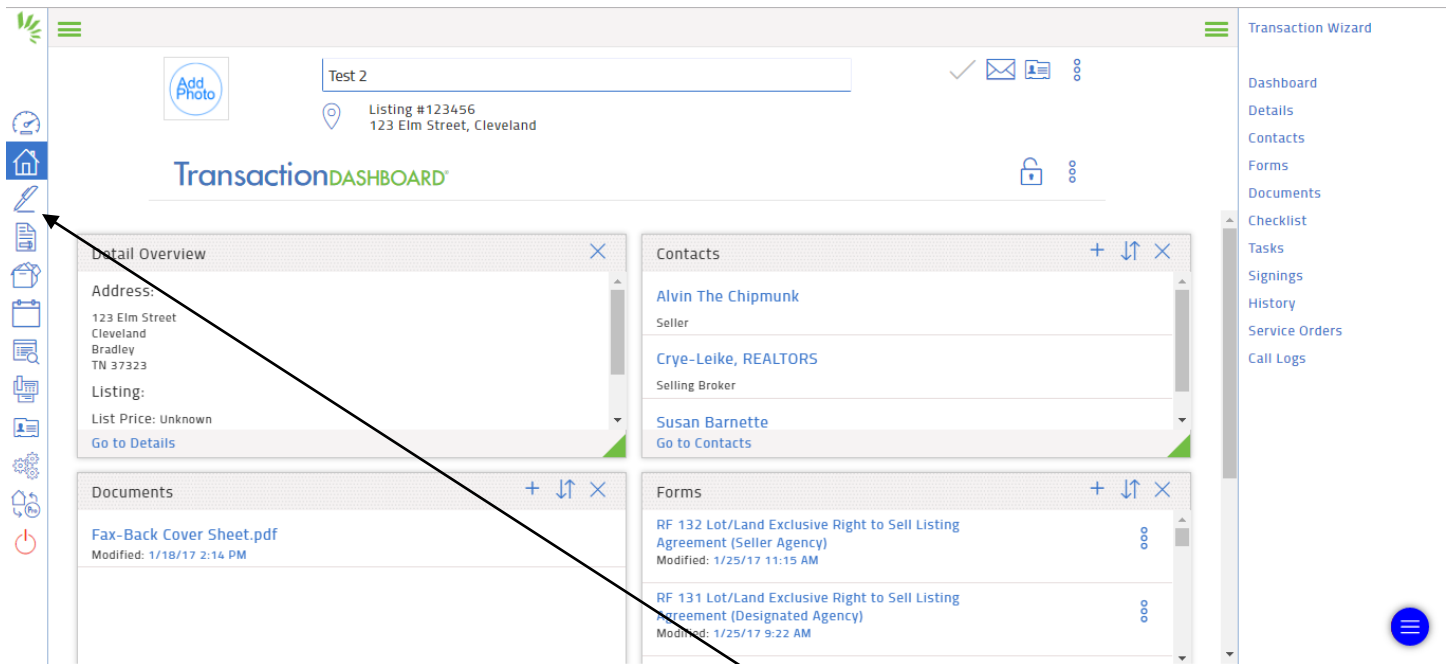 Add
Photo
Test 2
Listing #123456
123 Elm Street, Cleveland
TransactionDASHBOARD®
Detail Overview
Address:
123 Elm Street
Cleveland
Bradley
TN 37323
Listing:
List Price: Unknown
Go to Details
Contacts
Alvin The Chipmunk
Seller
Crye-Leike, REALTORS
Selling Broker
Susan Barnette
Go to Contacts
Documents
Fax-Back Cover Sheet.pdf
Modified: 1/18/17 2:14 PM
Forms
RF 132 Lot/Land Exclusive Right to Sell Listing
Agreement (Seller Agency)
Modified: 1/25/17 11:15 AM
RF 131 Lot/Land Exclusive Right to Sell Listing
Agreement (Designated Agency)
Modified: 1/25/17 9:22 AM
Transaction Wizard
Dashboard
Details
Contacts
Forms
Documents
Checklist
Tasks
Signings
History
Service Orders
Call Logs
Pro